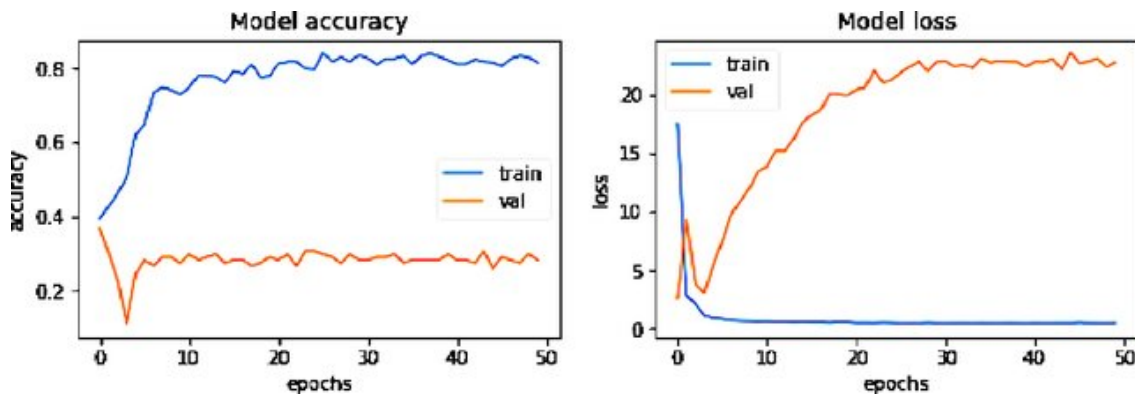 Model accuracy
accuracy
0.8
0.6
0.4
0.2
train
val
0 10 20 30 40 50
epochs
Model loss
loss
20
15
10
5
0
train
val
0 10 20 30 40 50
epochs